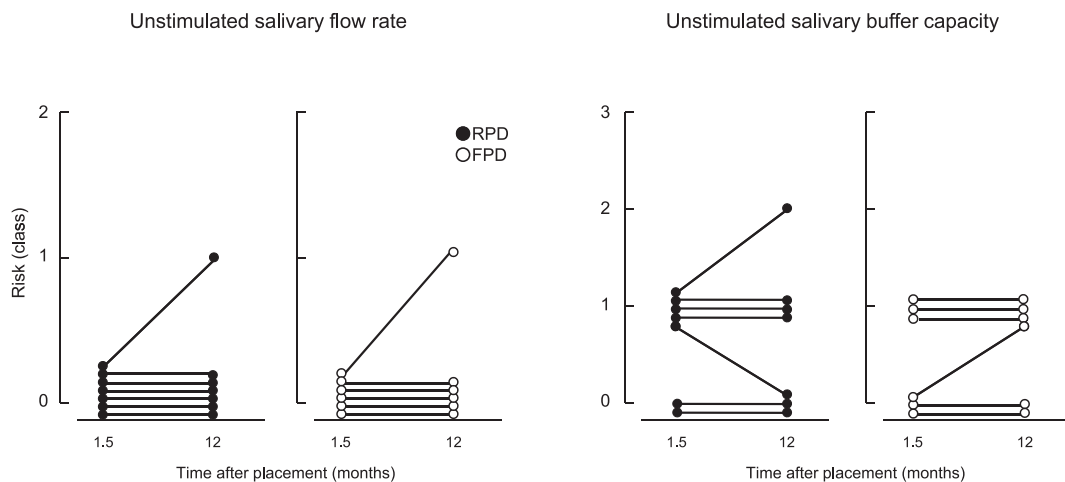 Unstimulated salivary flow rate
Unstimulated salivary buffer capacity
Risk (class)
2
1
0
RPD
FPD
3
2
1
0
1.5
12
1.5
12
1.5
12
1.5
12
Time after placement (months)
Time after placement (months)